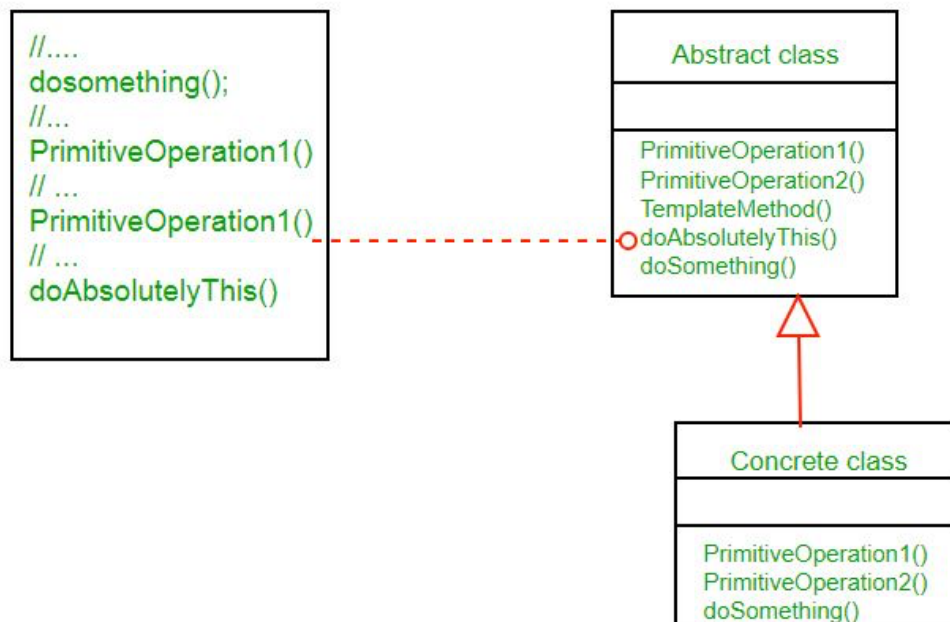 //....
dosomething();
//...
PrimitiveOperation1()
// ...
PrimitiveOperation1()
// ...
doAbsolutelyThis()
Abstract class
PrimitiveOperation1()
PrimitiveOperation2()
TemplateMethod()
doAbsolutelyThis()
doSomething()
Concrete class
PrimitiveOperation1()
PrimitiveOperation2()
doSomething()